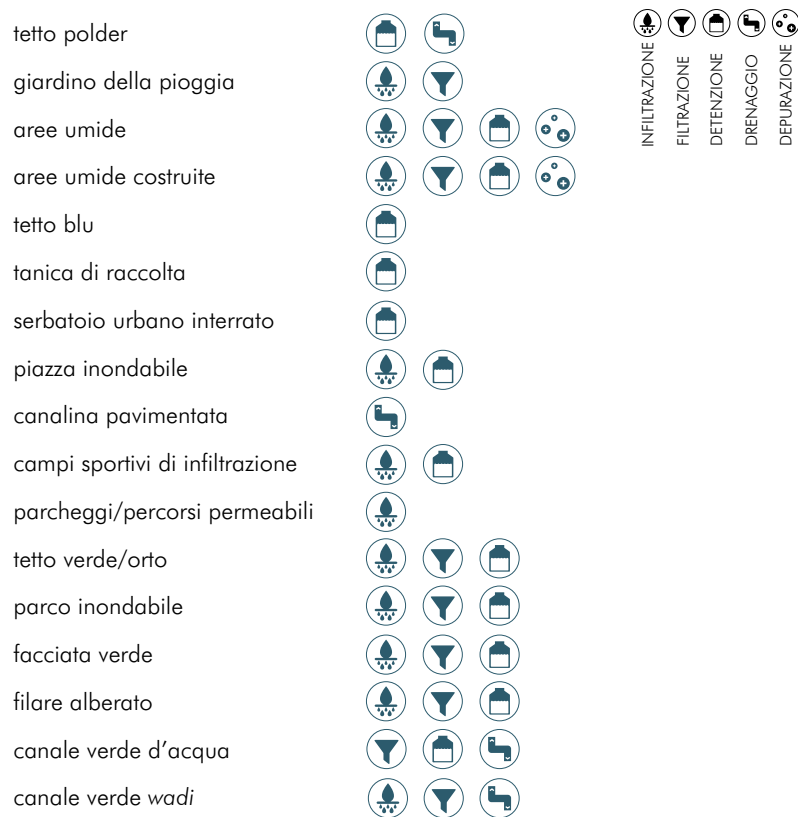 tetto polder
giardino della pioggia
aree umide
aree umide costruite
tetto blu
tanica di raccolta
serbatoio urbano interrato
piazza inondabile
canalina pavimentata
campi sportivi di infiltrazione
parcheggi/percorsi permeabili
tetto verde/orto
parco inondabile
facciata verde
filare alberato
canale verde d’acqua
canale verde wadi
INFILTRAZIONE
FILTRAZIONE
DETENZIONE
DRENAGGIO
DEPURAZIONE